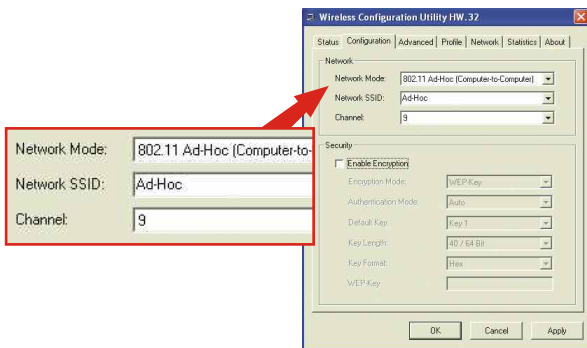 Wireless Configuration Utility HW.32
Status Configuration Advanced Profile Network Statistics About
Network
Network Mode: 802.11 Ad-Hoc (Computer-to-Computer)
Network SSID: Ad-Hoc
Channel: 9
Security
Enable Encryption
Encryption Mode: WEP-Key
Authentication Mode: Auto
Default Key: Key 1
Key Length: 40 / 64 Bit
Key Format: Hex
WEP-Key
OK Cancel Apply
Network Mode: 802.11 Ad-Hoc (Computer-to-
Network SSID: Ad-Hoc
Channel: 9